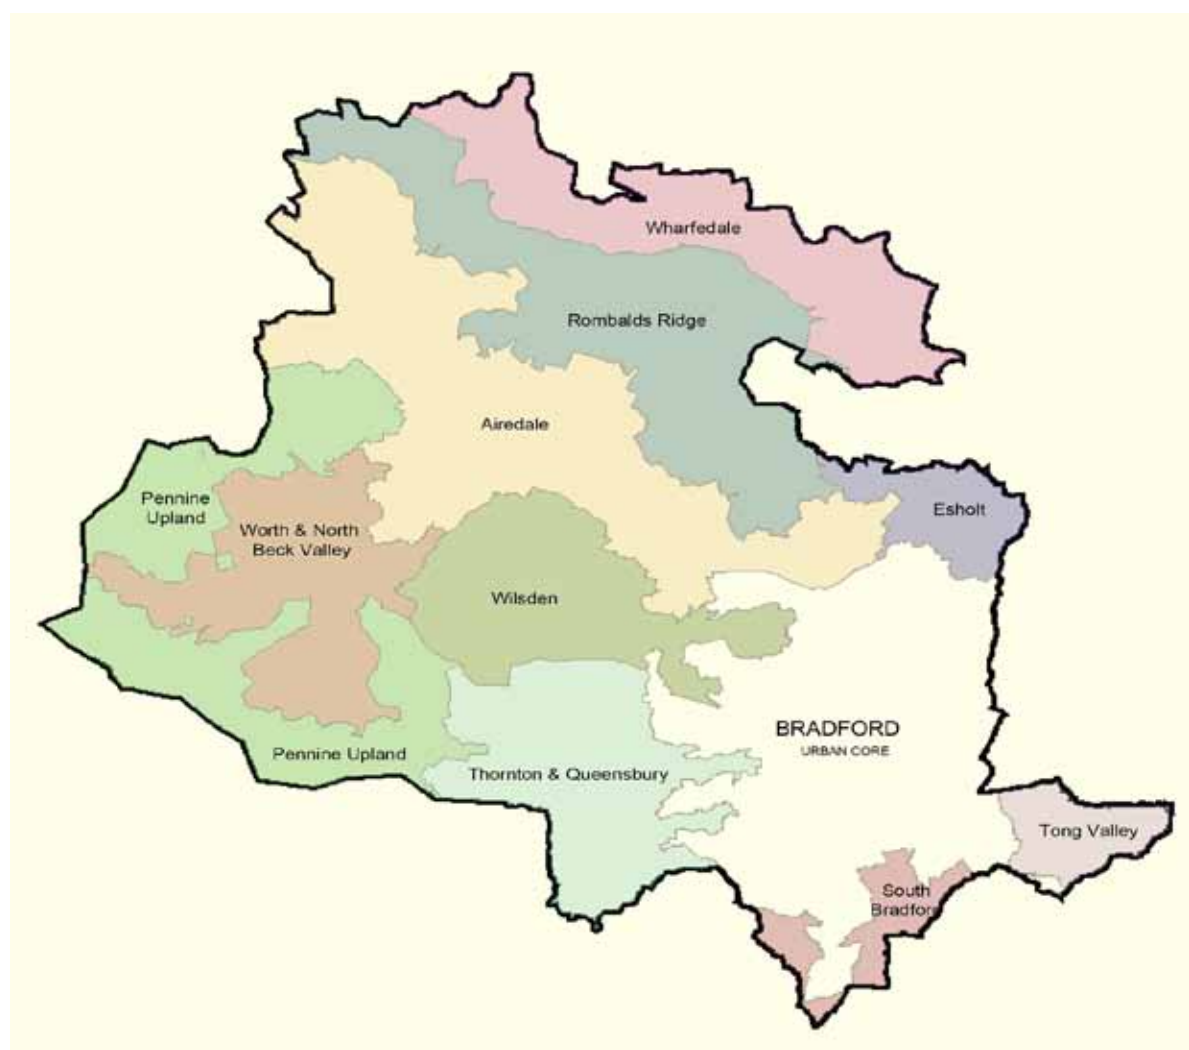 Wharfedale
Rombalds Ridge
Airedale
Pennine
Upland
Esholt
Worth & North
Beck Valley
Wilsden
BRADFORD
URBAN CORE
Pennine Upland
Thornton & Queensbury
Tong Valley
South
Bradford